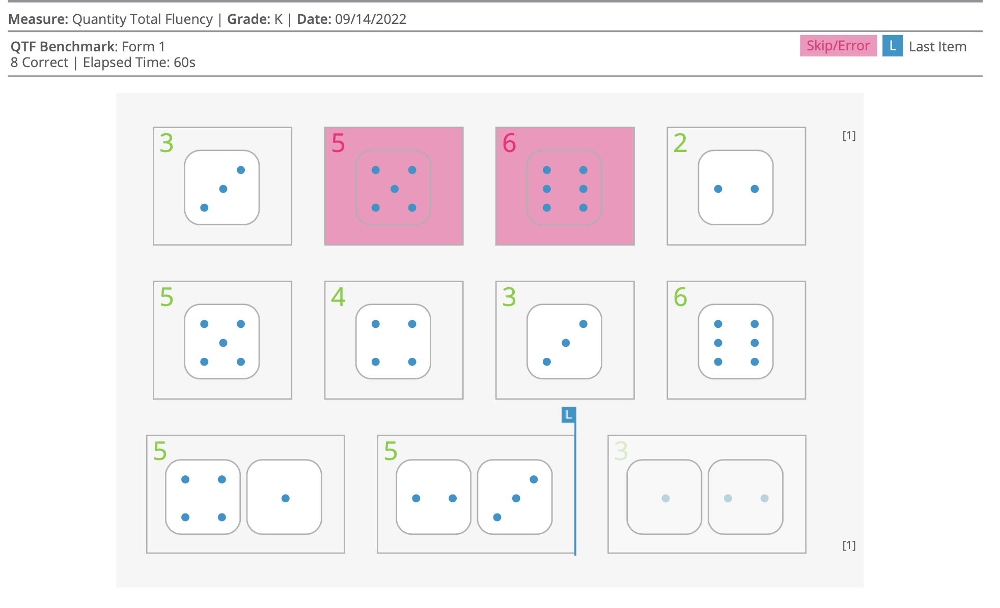 Measure: Quantity Total Fluency | Grade: K | Date: 09/14/2022
QTF Benchmark: Form 1
Skip/Error L Last Item
8 Correct | Elapsed Time: 60s
3 5 6 2 [1]
5 4 3 6
L
5 5 3
[1]